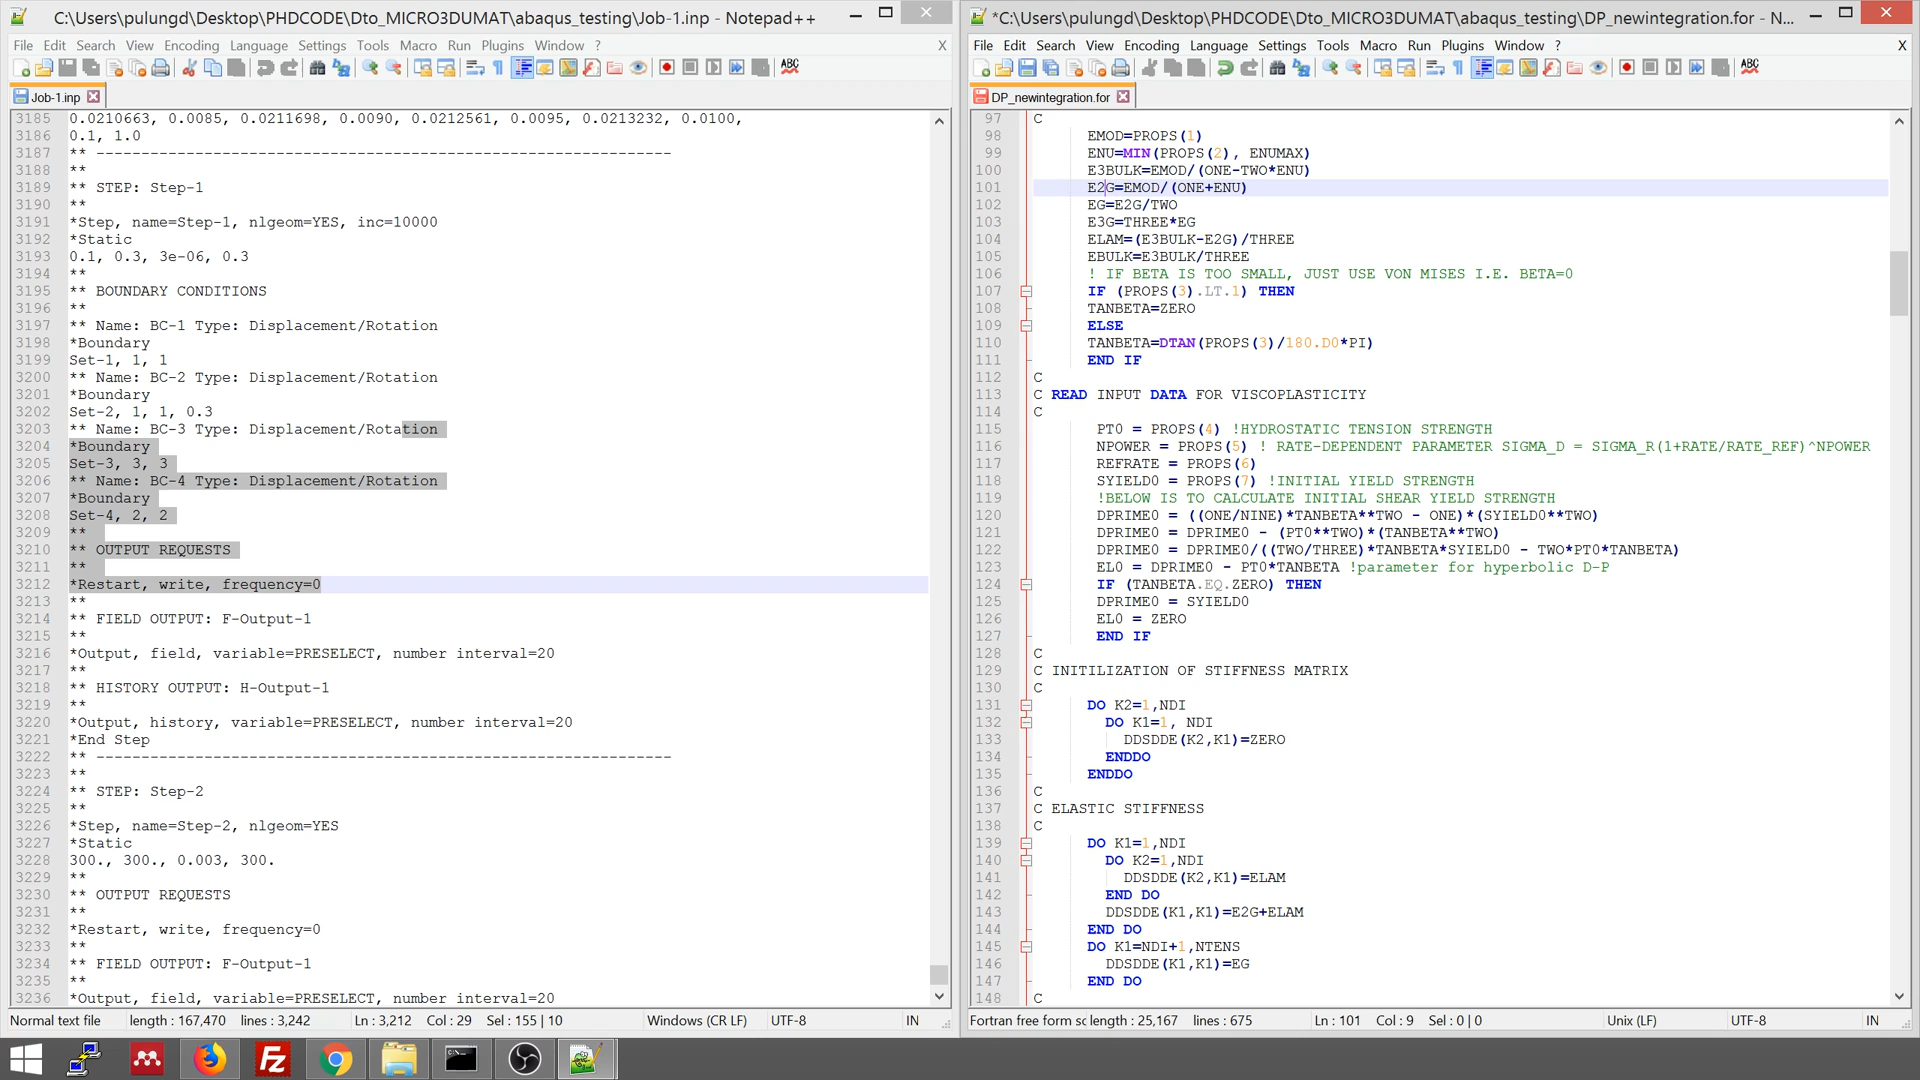 C:\Users\pulungd\Desktop\PHDCODE\Dto_MICRO3DUMAT\abaqus_testing\Job-1.inp - Notepad++
File Edit Search View Encoding Language Settings Tools Macro Run Plugins Window ? X
ABC
Job-1.inp
3185 0.0210663, 0.0085, 0.0211698, 0.0090, 0.0212561, 0.0095, 0.0213232, 0.0100,
3186 0.1, 1.0
3187 ** ----------------------------------------------------------------
3188 **
3189 ** STEP: Step-1
3190 **
3191 *Step, name=Step-1, nlgeom=YES, inc=10000
3192 *Static
3193 0.1, 0.3, 3e-06, 0.3
3194 **
3195 ** BOUNDARY CONDITIONS
3196 **
3197 ** Name: BC-1 Type: Displacement/Rotation
3198 *Boundary
3199 Set-1, 1, 1
3200 ** Name: BC-2 Type: Displacement/Rotation
3201 *Boundary
3202 Set-2, 1, 1, 0.3
3203 ** Name: BC-3 Type: Displacement/Rotation
3204 *Boundary
3205 Set-3, 3, 3
3206 ** Name: BC-4 Type: Displacement/Rotation
3207 *Boundary
3208 Set-4, 2, 2
3209 **
3210 ** OUTPUT REQUESTS
3211 **
3212 *Restart, write, frequency=0
3213 **
3214 ** FIELD OUTPUT: F-Output-1
3215 **
3216 *Output, field, variable=PRESELECT, number interval=20
3217 **
3218 ** HISTORY OUTPUT: H-Output-1
3219 **
3220 *Output, history, variable=PRESELECT, number interval=20
3221 *End Step
3222 ** ----------------------------------------------------------------
3223 **
3224 ** STEP: Step-2
3225 **
3226 *Step, name=Step-2, nlgeom=YES
3227 *Static
3228 300., 300., 0.003, 300.
3229 **
3230 ** OUTPUT REQUESTS
3231 **
3232 *Restart, write, frequency=0
3233 **
3234 ** FIELD OUTPUT: F-Output-1
3235 **
3236 *Output, field, variable=PRESELECT, number interval=20
Normal text file length : 167,470 lines : 3,242 Ln : 3,212 Col : 29 Sel : 155 | 10 Windows (CR LF) UTF-8 IN
*C:\Users\pulungd\Desktop\PHDCODE\Dto_MICRO3DUMAT\abaqus_testing\DP_newintegration.for - N...
File Edit Search View Encoding Language Settings Tools Macro Run Plugins Window ? X
ABC
DP_newintegration.for
97 C
98 EMOD=PROPS(1)
99 ENU=MIN(PROPS(2), ENUMAX)
100 E3BULK=EMOD/(ONE-TWO*ENU)
101 E2G=EMOD/(ONE+ENU)
102 EG=E2G/TWO
103 E3G=THREE*EG
104 ELAM=(E3BULK-E2G)/THREE
105 EBULK=E3BULK/THREE
106 ! IF BETA IS TOO SMALL, JUST USE VON MISES I.E. BETA=0
107 IF (PROPS(3).LT.1) THEN
108 TANBETA=ZERO
109 ELSE
110 TANBETA=DTAN(PROPS(3)/180.D0*PI)
111 END IF
112 C
113 C READ INPUT DATA FOR VISCOPLASTICITY
114 C
115 PT0 = PROPS(4) !HYDROSTATIC TENSION STRENGTH
116 NPOWER = PROPS(5) ! RATE-DEPENDENT PARAMETER SIGMA_D = SIGMA_R(1+RATE/RATE_REF)^NPOWER
117 REFRATE = PROPS(6)
118 SYIELD0 = PROPS(7) !INITIAL YIELD STRENGTH
119 !BELOW IS TO CALCULATE INITIAL SHEAR YIELD STRENGTH
120 DPRIME0 = ((ONE/NINE)*TANBETA**TWO - ONE)*(SYIELD0**TWO)
121 DPRIME0 = DPRIME0 - (PT0**TWO)*(TANBETA**TWO)
122 DPRIME0 = DPRIME0/((TWO/THREE)*TANBETA*SYIELD0 - TWO*PT0*TANBETA)
123 EL0 = DPRIME0 - PT0*TANBETA !parameter for hyperbolic D-P
124 IF (TANBETA.EQ.ZERO) THEN
125 DPRIME0 = SYIELD0
126 EL0 = ZERO
127 END IF
128 C
129 C INITILIZATION OF STIFFNESS MATRIX
130 C
131 DO K2=1,NDI
132 DO K1=1, NDI
133 DDSDDE(K2,K1)=ZERO
134 ENDDO
135 ENDDO
136 C
137 C ELASTIC STIFFNESS
138 C
139 DO K1=1,NDI
140 DO K2=1,NDI
141 DDSDDE(K2,K1)=ELAM
142 END DO
143 DDSDDE(K1,K1)=E2G+ELAM
144 END DO
145 DO K1=NDI+1,NTENS
146 DDSDDE(K1,K1)=EG
147 END DO
148 C
Fortran free form sc length : 25,167 lines : 675 Ln : 101 Col : 9 Sel : 0 | 0 Unix (LF) UTF-8 IN